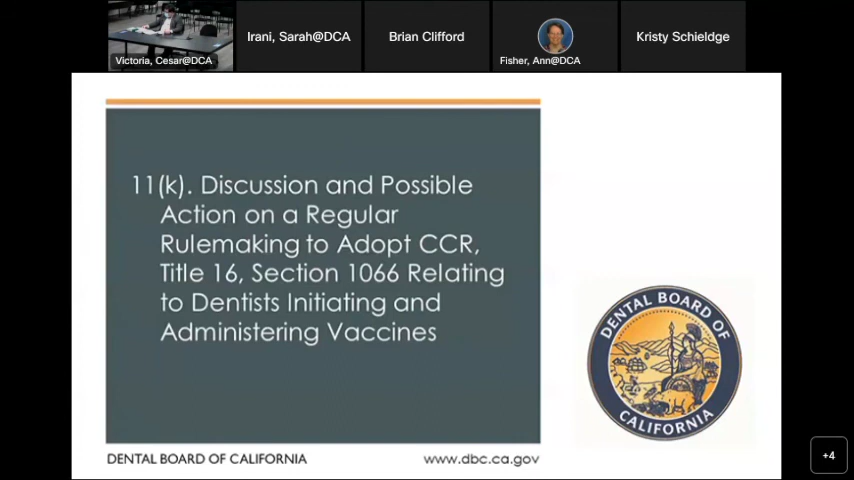 Victoria, Cesar@DCA
Irani, Sarah@DCA
Brian Clifford
Fisher, Ann@DCA
Kristy Schieldge
11(k). Discussion and Possible
Action on a Regular
Rulemaking to Adopt CCR,
Title 16, Section 1066 Relating
to Dentists Initiating and
Administering Vaccines
DENTAL BOARD OF
CALIFORNIA
DENTAL BOARD OF CALIFORNIA
www.dbc.ca.gov
+4